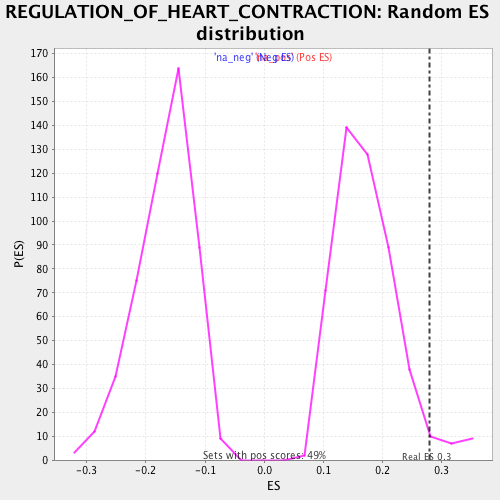 REGULATION_OF_HEART_CONTRACTION: Random ES
distribution
'na_neg' (Neg ES) 'na_pos' (Pos ES)
P(ES)
170
160
150
140
130
120
110
100
90
80
70
60
50
40
30
20
10
0
Sets with pos scores: 49%
Real ES 0.3
-0.3 -0.2 -0.1 0.0 0.1 0.2 0.3
ES